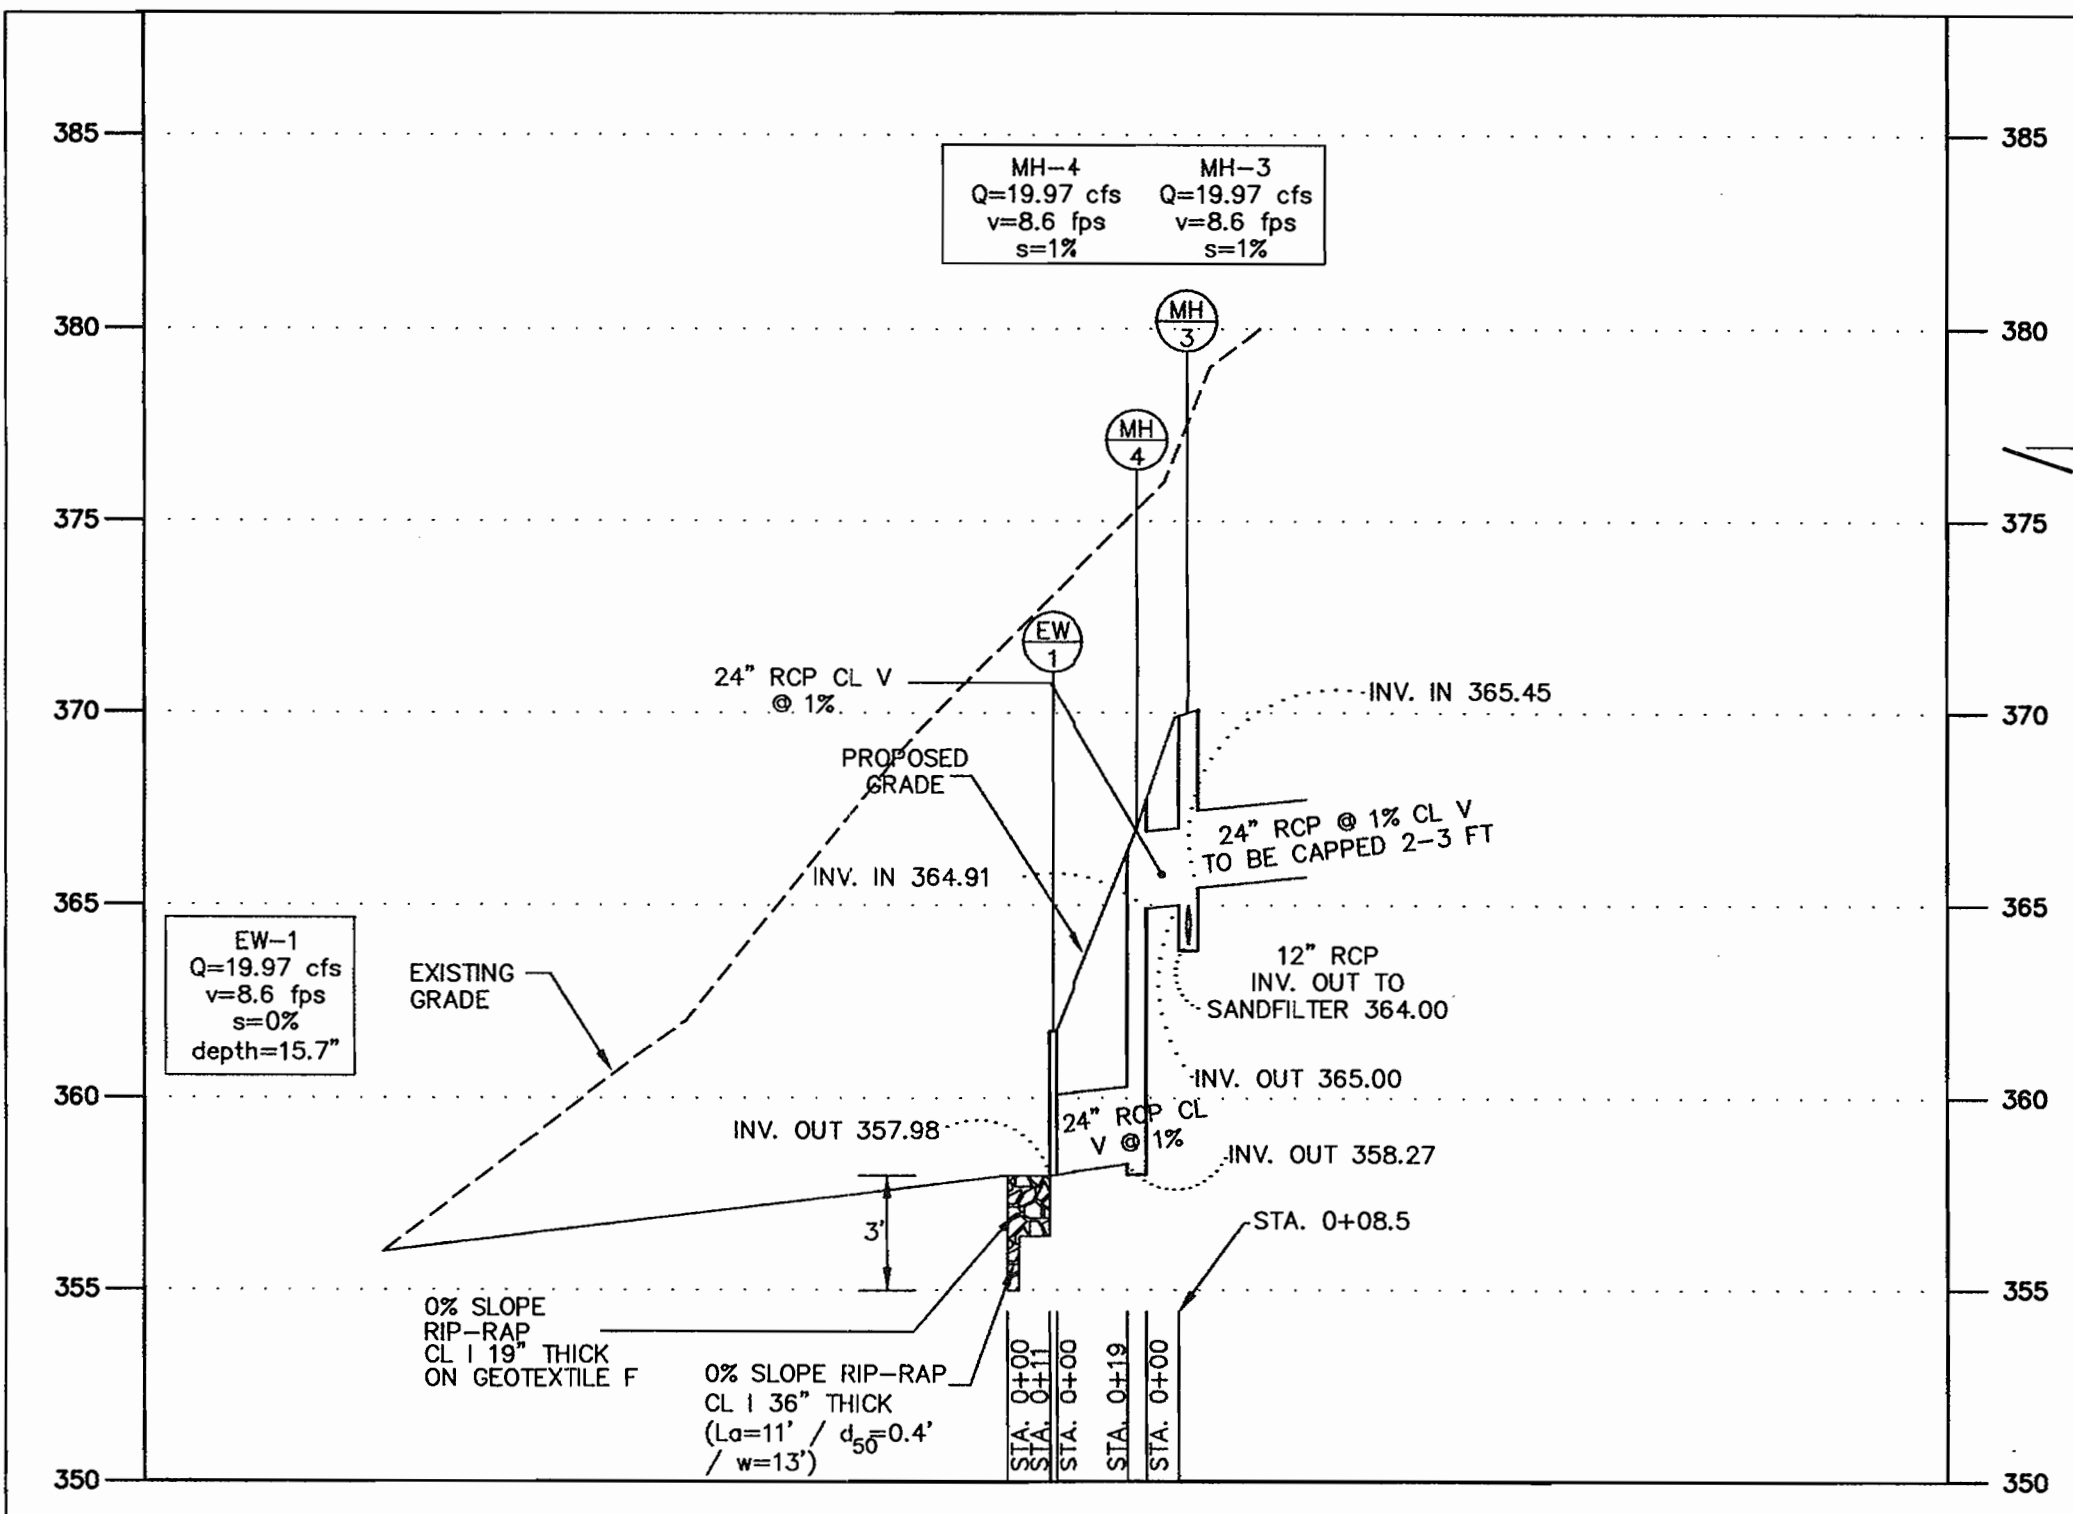 385
385
MH-4
MH-3
Q=19.97 cfs
Q=19.97 cfs
v=8.6 fps
v=8.6 fps
s=1%
s=1%
380
MH
3
380
MH
4
375
375
EW
1
24" RCP CL V
@ 1%
INV. IN 365.45
370
370
PROPOSED
GRADE
24" RCP @ 1% CL V
TO BE CAPPED 2-3 FT
INV. IN 364.91
365
365
EW-1
Q=19.97 cfs
v=8.6 fps
s=0%
depth=15.7"
EXISTING
GRADE
12" RCP
INV. OUT TO
SANDFILTER 364.00
INV. OUT 365.00
360
360
24" RCP CL
V @ 1%
INV. OUT 357.98
INV. OUT 358.27
3'
STA. 0+08.5
355
355
0% SLOPE
RIP-RAP
CL I 19" THICK
ON GEOTEXTILE F
0% SLOPE RIP-RAP
CL I 36" THICK
(La=11' / d50=0.4'
/ w=13')
STA. 0+00
STA. 0+11
STA. 0+00
STA. 0+19
STA. 0+00
350
350